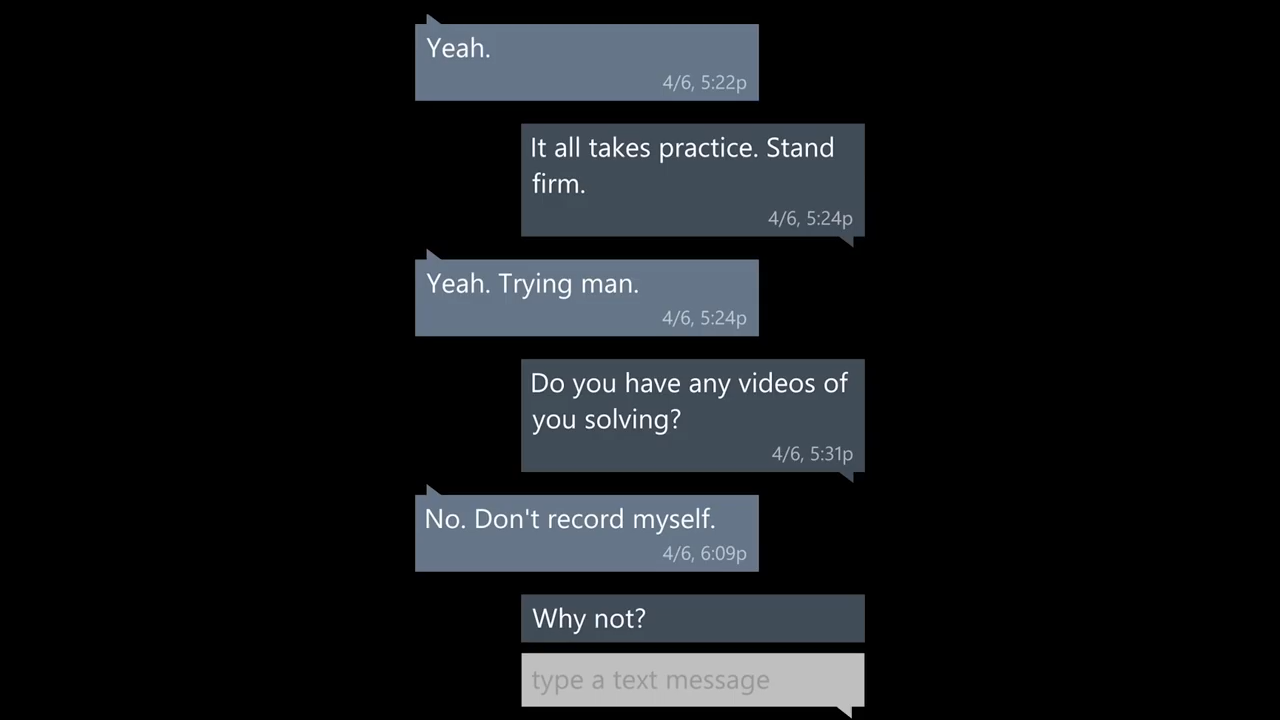 Yeah.
4/6, 5:22p
It all takes practice. Stand
firm.
4/6, 5:24p
Yeah. Trying man.
4/6, 5:24p
Do you have any videos of
you solving?
4/6, 5:31p
No. Don't record myself.
4/6, 6:09p
Why not?
type a text message